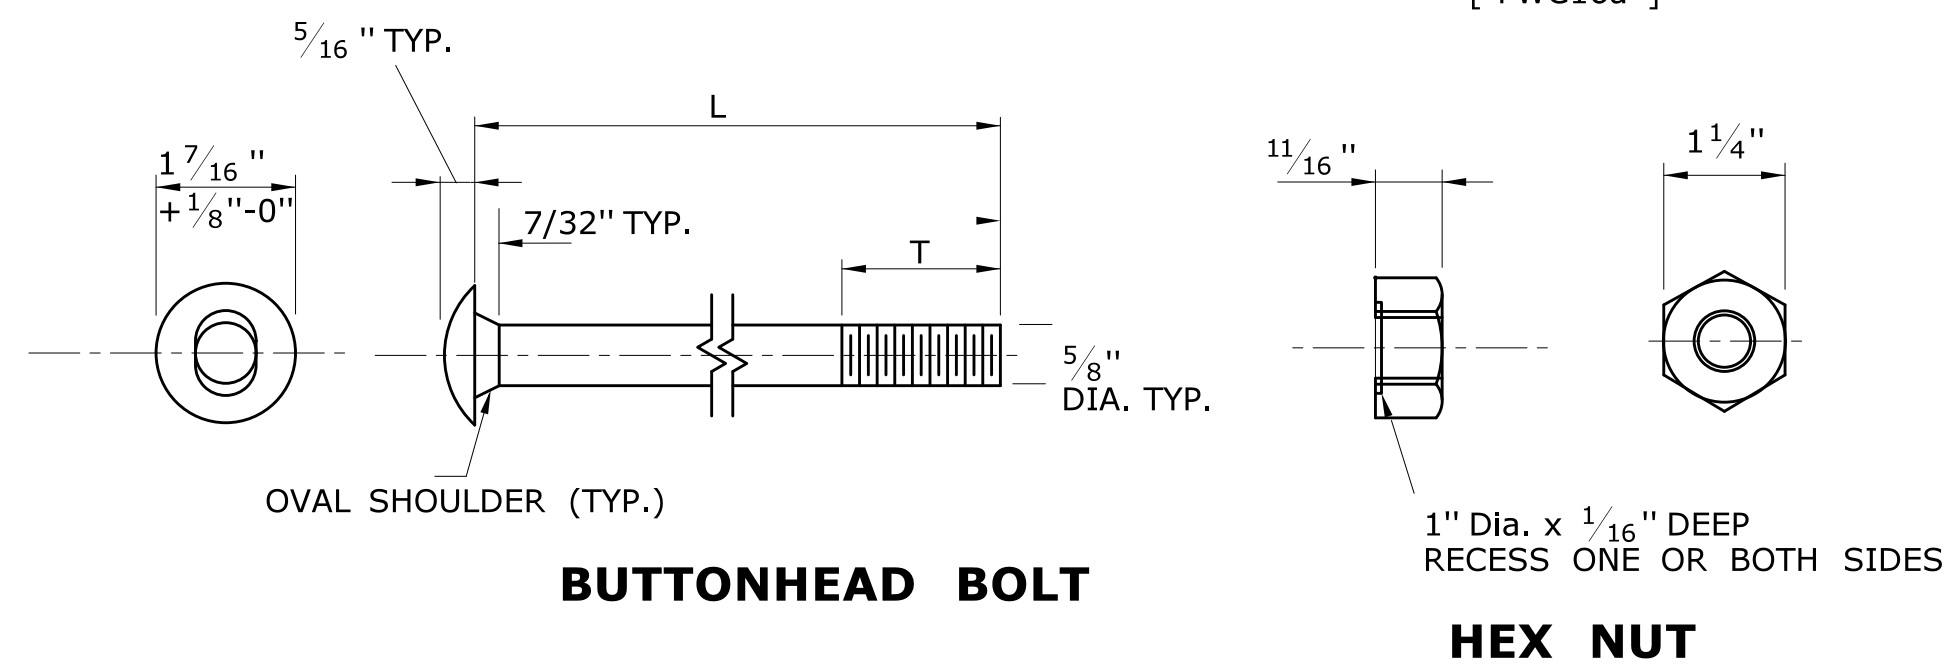 5/16 " TYP.
L
1 7/16 "
+ 1/8 "-0"
7/32" TYP.
T
5/8"
DIA. TYP.
OVAL SHOULDER (TYP.)
BUTTONHEAD BOLT
11/16 "
1 1/4"
1" Dia. x 1/16 " DEEP
RECESS ONE OR BOTH SIDES
HEX NUT